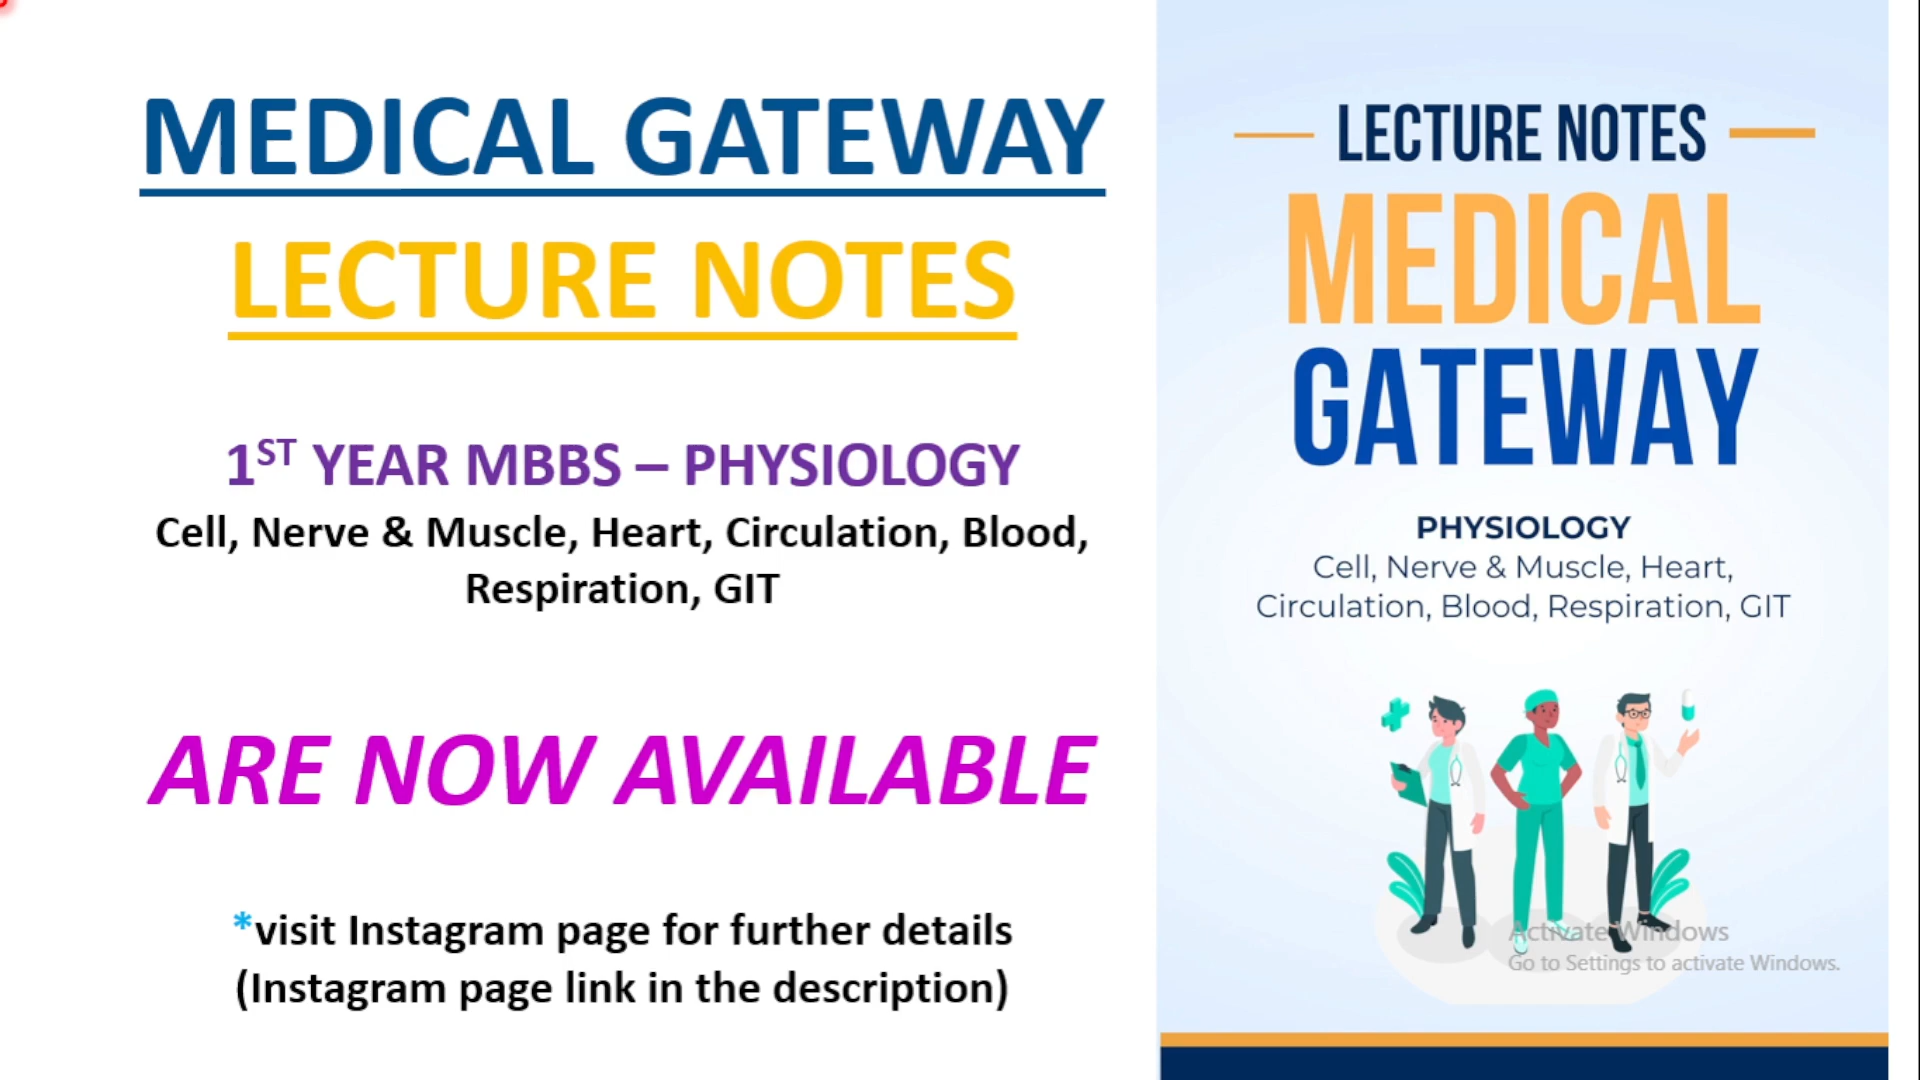 MEDICAL GATEWAY
LECTURE NOTES
1ST YEAR MBBS – PHYSIOLOGY
Cell, Nerve & Muscle, Heart, Circulation, Blood,
Respiration, GIT
ARE NOW AVAILABLE
*visit Instagram page for further details
(Instagram page link in the description)
LECTURE NOTES
MEDICAL
GATEWAY
PHYSIOLOGY
Cell, Nerve & Muscle, Heart,
Circulation, Blood, Respiration, GIT
Activate Windows
Go to Settings to activate Windows.